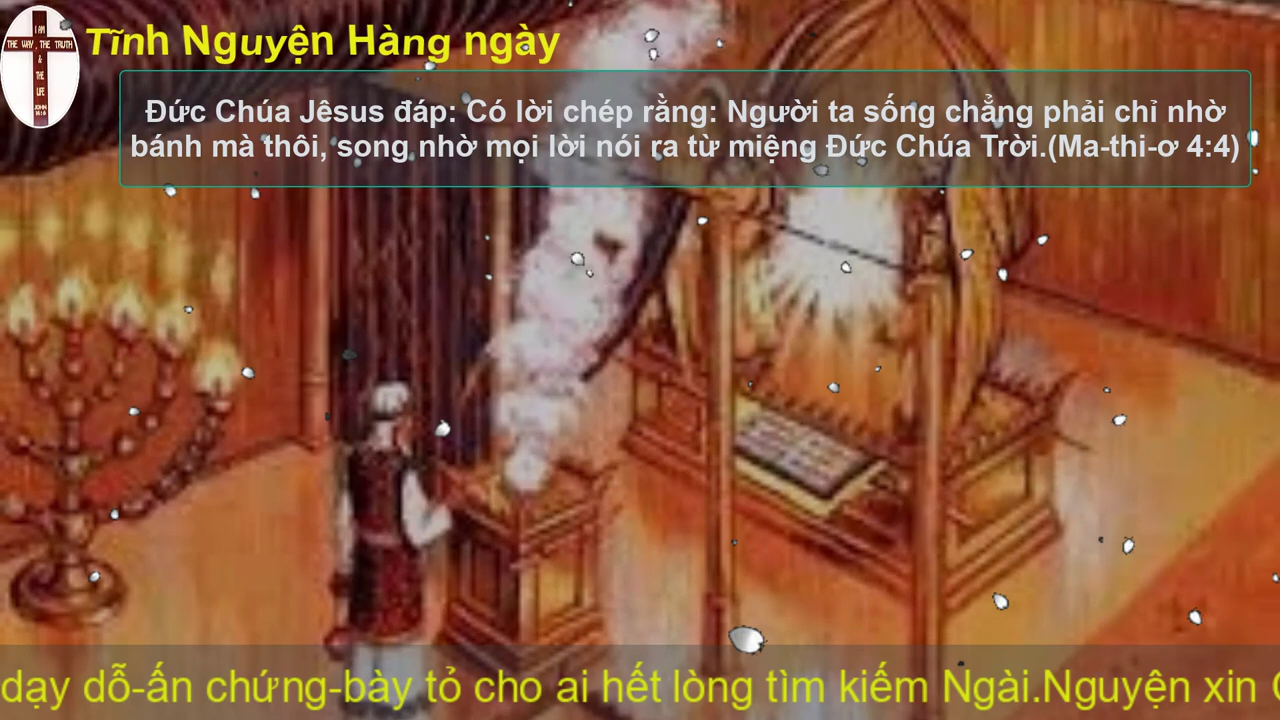 I AM
THE WAY, THE TRUTH
&
THE
LIFE
JOHN
14:6
Tĩnh Nguyện Hàng ngày
Đức Chúa Jêsus đáp: Có lời chép rằng: Người ta sống chẳng phải chỉ nhờ
bánh mà thôi, song nhờ mọi lời nói ra từ miệng Đức Chúa Trời.(Ma-thi-ơ 4:4)
dạy dỗ-ấn chứng-bày tỏ cho ai hết lòng tìm kiếm Ngài.Nguyện xin